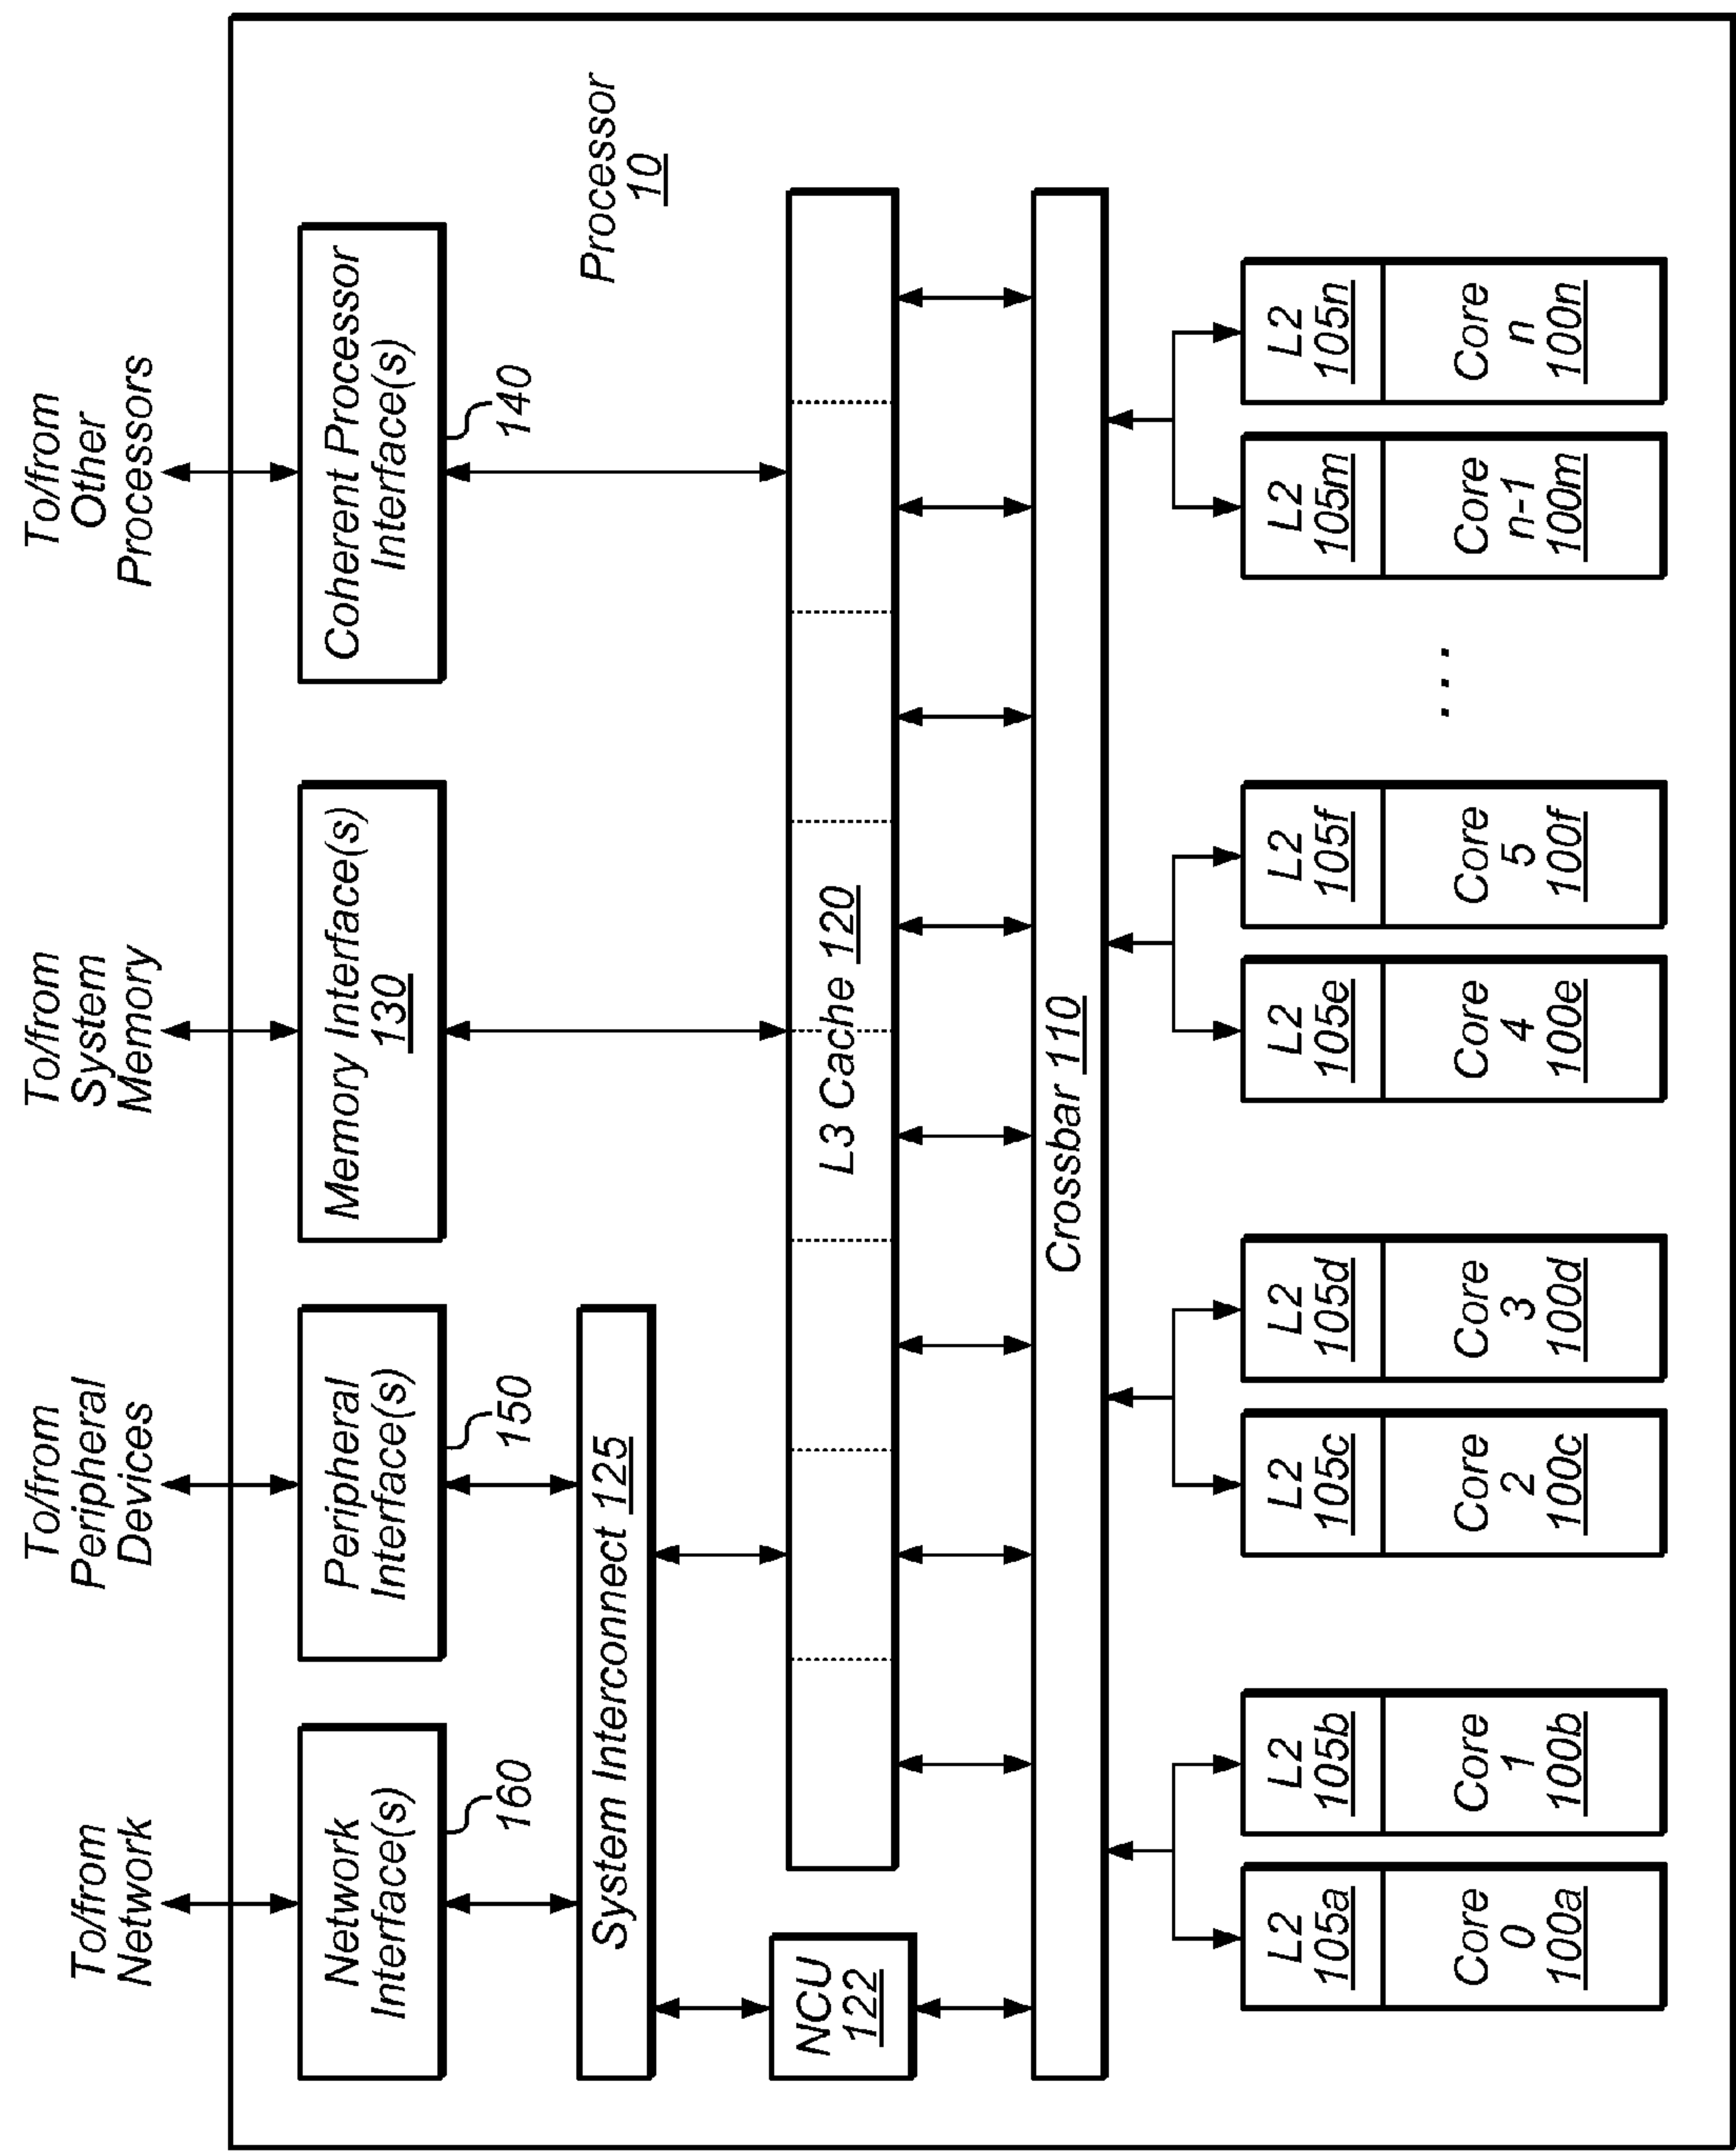 To/from
Network
To/from
Peripheral
Devices
To/from
System
Memory
To/from
Other
Processors
Network
Interface(s)
160
Peripheral
Interface(s)
150
Memory Interface(s)
130
Coherent Processor
Interface(s)
140
System Interconnect 125
Processor
10
NCU
122
L3 Cache 120
Crossbar 110
L2
105a
Core
0
100a
L2
105b
Core
1
100b
L2
105c
Core
2
100c
L2
105d
Core
3
100d
L2
105e
Core
4
100e
L2
105f
Core
5
100f
. . .
L2
105m
Core
n-1
100m
L2
105n
Core
n
100n